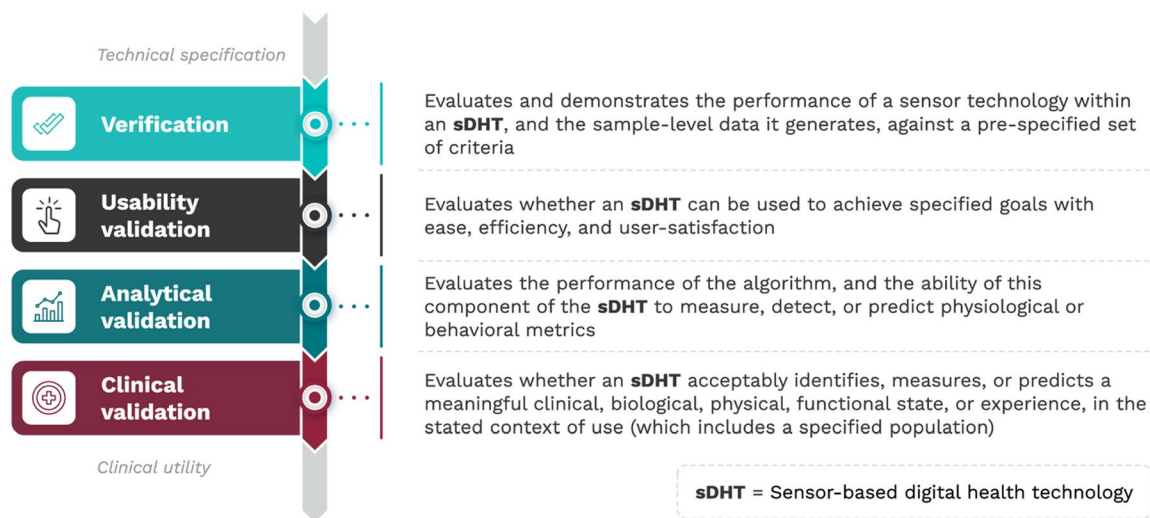 Technical specification
Verification
Evaluates and demonstrates the performance of a sensor technology within
an sDHT, and the sample-level data it generates, against a pre-specified set
of criteria
Usability
validation
Evaluates whether an sDHT can be used to achieve specified goals with
ease, efficiency, and user-satisfaction
Analytical
validation
Evaluates the performance of the algorithm, and the ability of this
component of the sDHT to measure, detect, or predict physiological or
behavioral metrics
Clinical
validation
Evaluates whether an sDHT acceptably identifies, measures, or predicts a
meaningful clinical, biological, physical, functional state, or experience, in the
stated context of use (which includes a specified population)
Clinical utility
sDHT = Sensor-based digital health technology